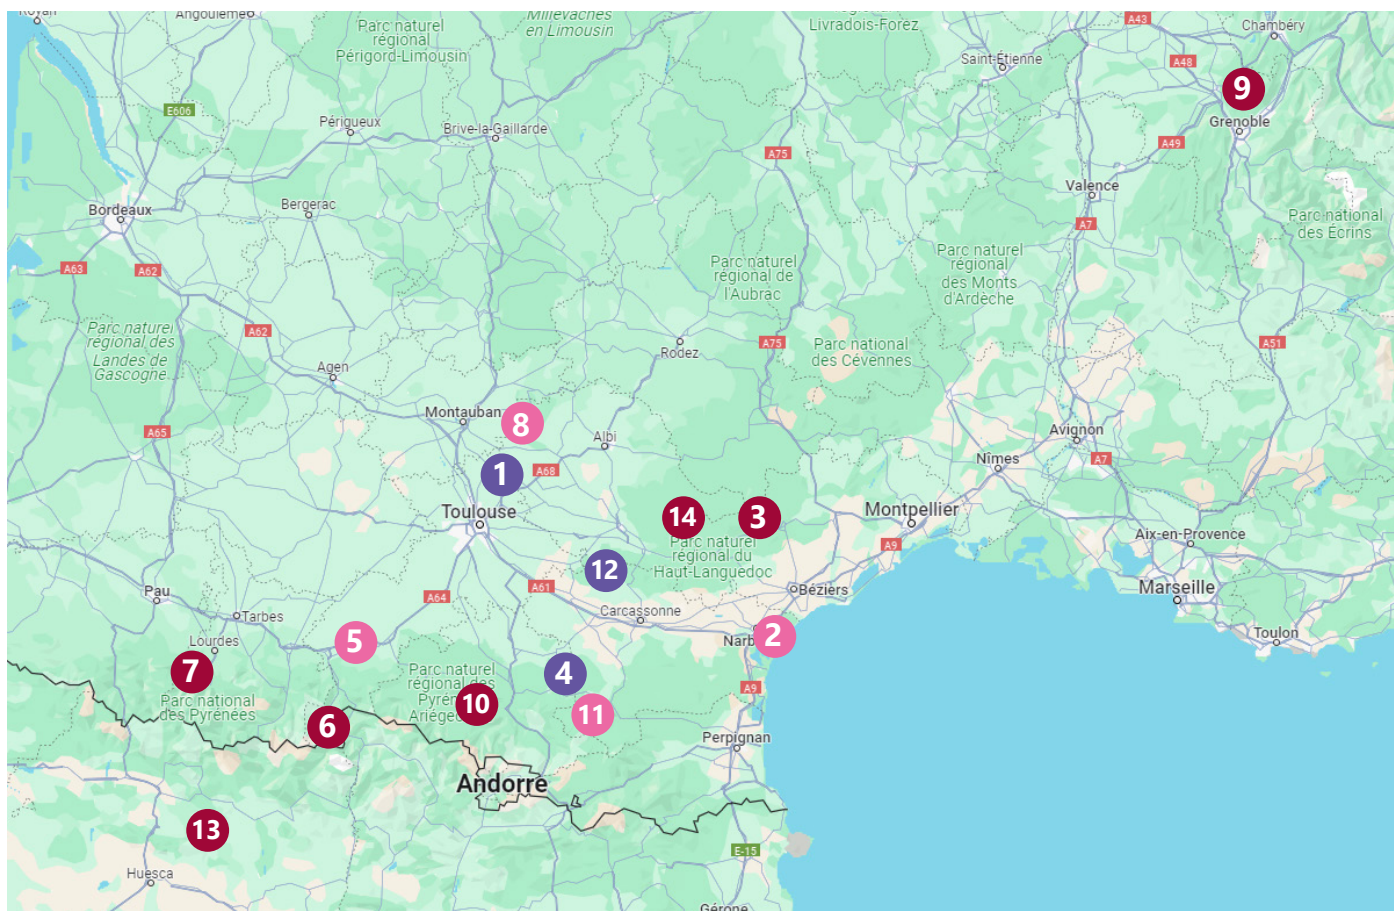 Royan
Angoulême
Parc naturel
régional
Périgord-Limousin
Millevaches
en Limousin
Livradois-Forez
A43
Chambéry
Saint-Étienne
A48
9
E606
Périgueux
Brive-la-Gaillarde
Grenoble
A75
A49
Valence
Bordeaux
Bergerac
A7
Parc national
des Écrins
A63
A62
Parc naturel
régional de
l'Aubrac
Parc naturel
régional
des Monts
d'Ardèche
Parc naturel
régional des
Landes de
Gascogne
A62
Rodez
A75
Parc national
des Cévennes
A51
Agen
Montauban
8
A65
Albi
Avignon
A7
Nîmes
1
A68
Toulouse
14
3
Montpellier
Aix-en-Provence
Parc naturel
régional du
Haut-Languedoc
A9
12
Pau
A64
A61
Béziers
Marseille
Tarbes
Carcassonne
Toulon
Lourdes
5
Narb
2
7
Parc naturel
régional des
Pyrén
Ariége
4
A9
Parc national
des Pyrénées
10
11
6
Perpignan
Andorre
13
E-15
Huesca
Gérone